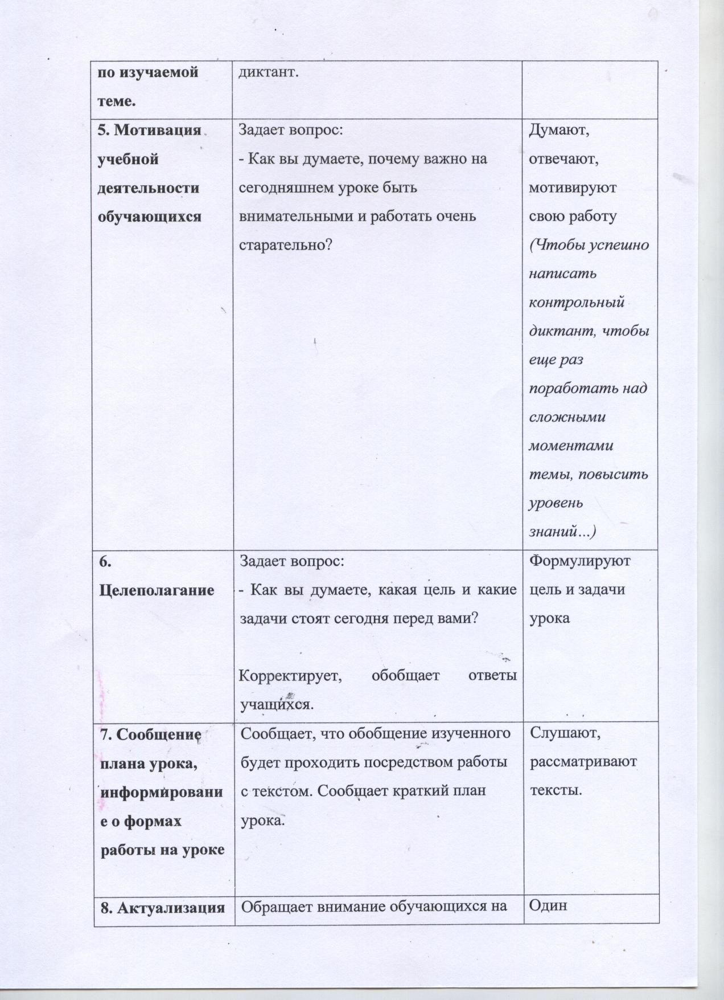 по изучаемой
теме.
диктант.
5. Мотивация
учебной
деятельности
обучающихся
Задает вопрос:
- Как вы думаете, почему важно на
сегодняшнем уроке быть
внимательными и работать очень
старательно?
Думают,
отвечают,
мотивируют
свою работу
(Чтобы успешно
написать
контрольный
диктант, чтобы
еще раз
поработать над
сложными
моментами
темы, повысить
уровень
знаний...)
6.
Целеполагание
Задает вопрос:
- Как вы думаете, какая цель и какие
задачи стоят сегодня перед вами?
Корректирует, обобщает ответы
учащихся.
Формулируют
цель и задачи
урока
7. Сообщение
плана урока,
информировани
е о формах
работы на уроке
Сообщает, что обобщение изученного
будет проходить посредством работы
с текстом. Сообщает краткий план
урока.
Слушают,
рассматривают
тексты.
8. Актуализация
Обращает внимание обучающихся на
Один